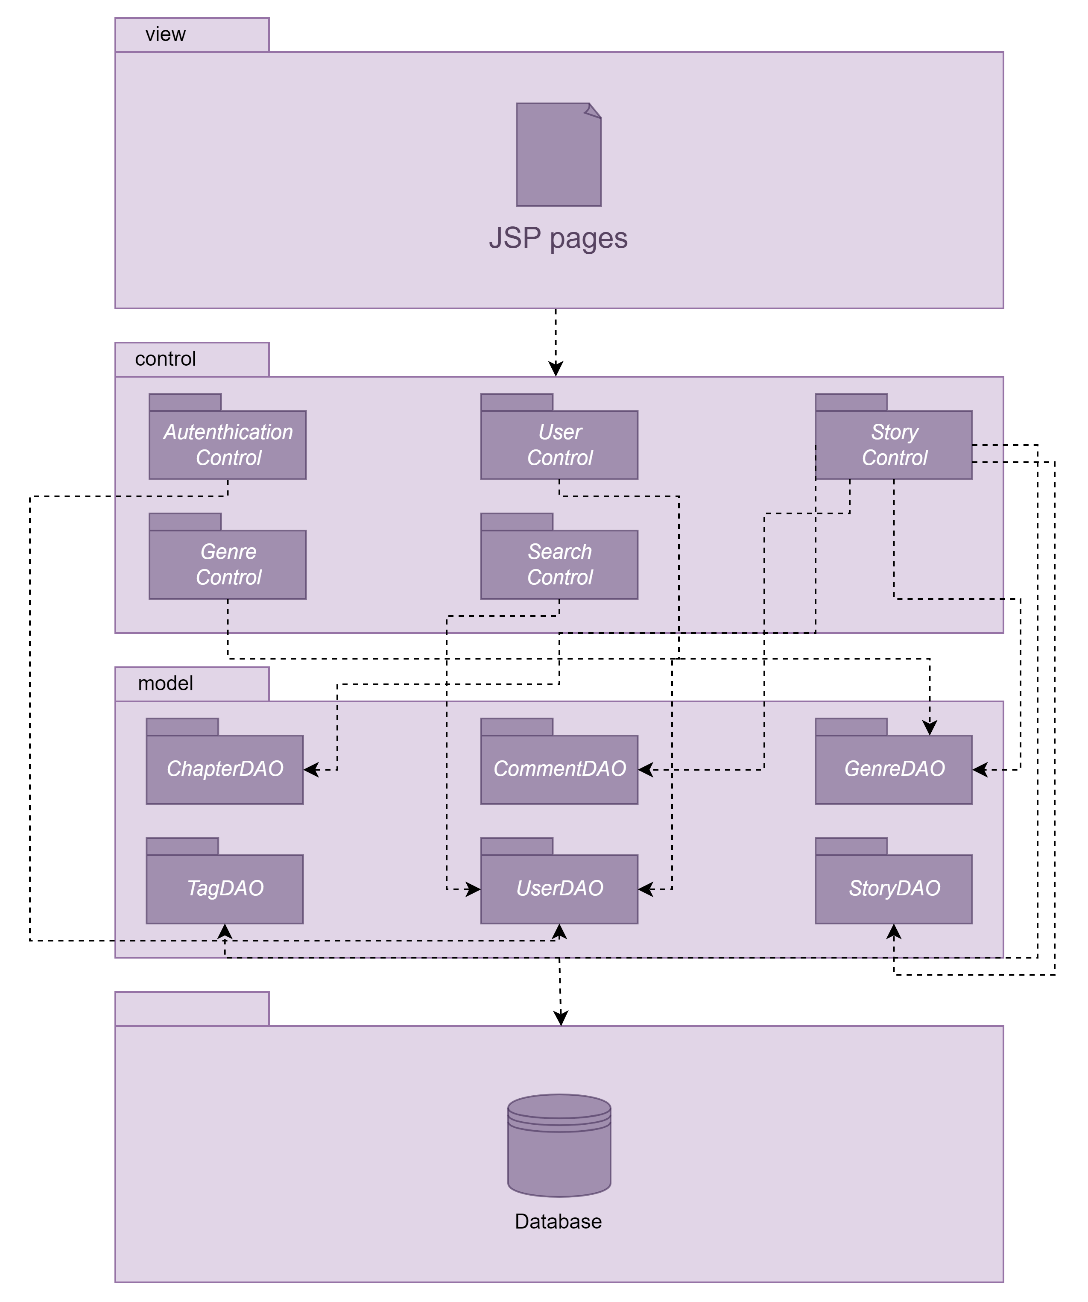 view
JSP pages
control
Autenthication
Control
User
Control
Story
Control
Genre
Control
Search
Control
model
ChapterDAO
CommentDAO
GenreDAO
TagDAO
UserDAO
StoryDAO
Database